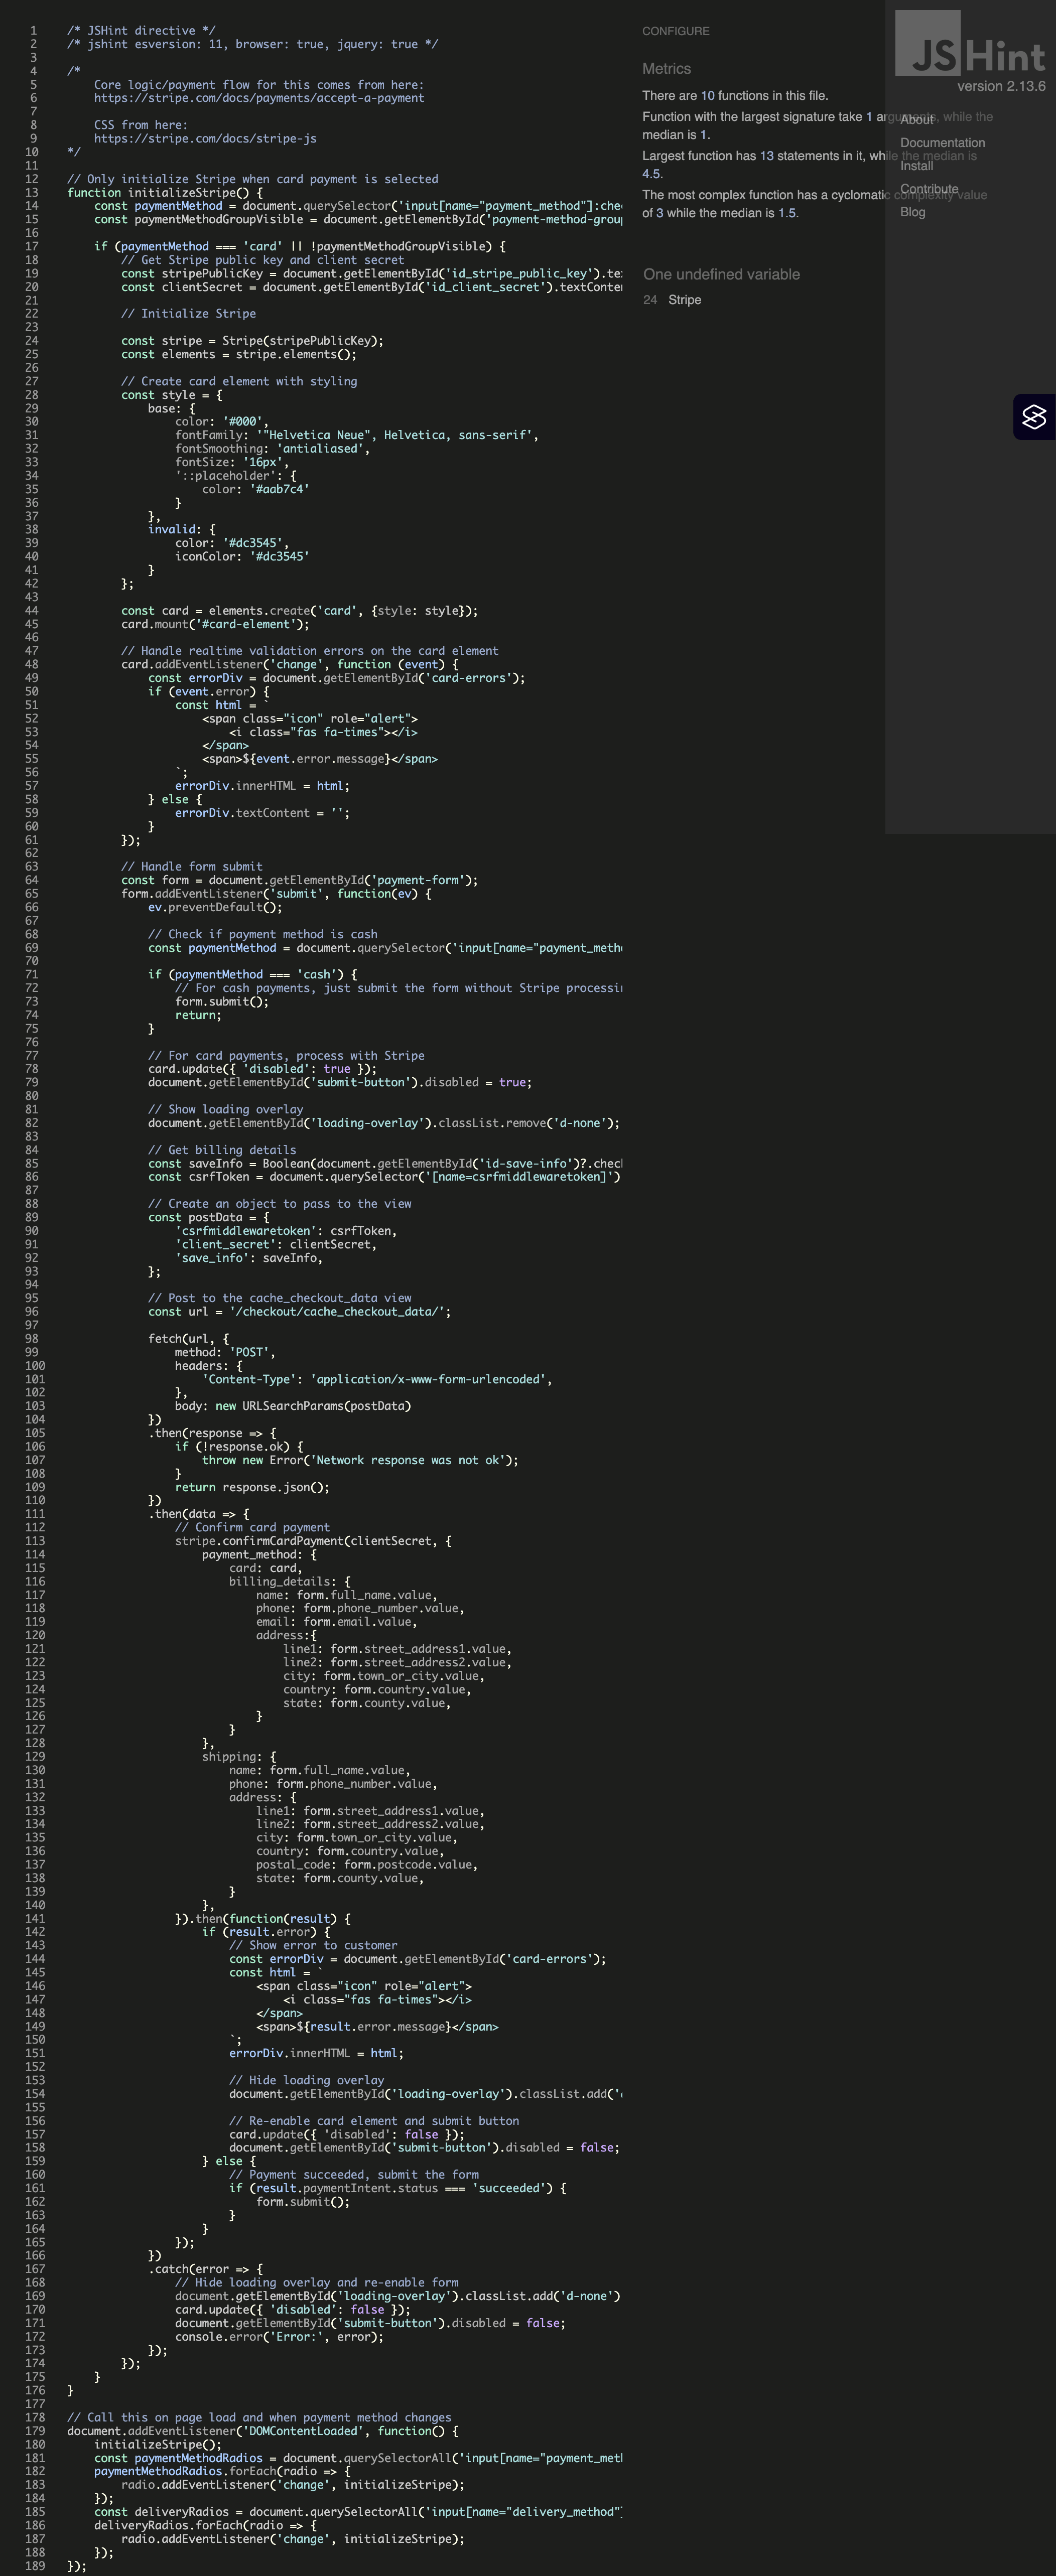 1 /* JSHint directive */
2 /* jshint esversion: 11, browser: true, jquery: true */
3
4 /*
5 Core logic/payment flow for this comes from here:
6 https://stripe.com/docs/payments/accept-a-payment
7
8 CSS from here:
9 https://stripe.com/docs/stripe-js
10 */
11
12 // Only initialize Stripe when card payment is selected
13 function initializeStripe() {
14 const paymentMethod = document.querySelector('input[name="payment_method"]:chec
15 const paymentMethodGroupVisible = document.getElementById('payment-method-group
16
17 if (paymentMethod === 'card' || !paymentMethodGroupVisible) {
18 // Get Stripe public key and client secret
19 const stripePublicKey = document.getElementById('id_stripe_public_key').tex
20 const clientSecret = document.getElementById('id_client_secret').textConten
21
22 // Initialize Stripe
23
24 const stripe = Stripe(stripePublicKey);
25 const elements = stripe.elements();
26
27 // Create card element with styling
28 const style = {
29 base: {
30 color: '#000',
31 fontFamily: '"Helvetica Neue", Helvetica, sans-serif',
32 fontSmoothing: 'antialiased',
33 fontSize: '16px',
34 '::placeholder': {
35 color: '#aab7c4'
36 }
37 },
38 invalid: {
39 color: '#dc3545',
40 iconColor: '#dc3545'
41 }
42 };
43
44 const card = elements.create('card', {style: style});
45 card.mount('#card-element');
46
47 // Handle realtime validation errors on the card element
48 card.addEventListener('change', function (event) {
49 const errorDiv = document.getElementById('card-errors');
50 if (event.error) {
51 const html = `
52 <span class="icon" role="alert">
53 <i class="fas fa-times"></i>
54 </span>
55 <span>${event.error.message}</span>
56 `;
57 errorDiv.innerHTML = html;
58 } else {
59 errorDiv.textContent = '';
60 }
61 });
62
63 // Handle form submit
64 const form = document.getElementById('payment-form');
65 form.addEventListener('submit', function(ev) {
66 ev.preventDefault();
67
68 // Check if payment method is cash
69 const paymentMethod = document.querySelector('input[name="payment_metho
70
71 if (paymentMethod === 'cash') {
72 // For cash payments, just submit the form without Stripe processin
73 form.submit();
74 return;
75 }
76
77 // For card payments, process with Stripe
78 card.update({ 'disabled': true });
79 document.getElementById('submit-button').disabled = true;
80
81 // Show loading overlay
82 document.getElementById('loading-overlay').classList.remove('d-none');
83
84 // Get billing details
85 const saveInfo = Boolean(document.getElementById('id-save-info')?.chec
86 const csrfToken = document.querySelector('[name=csrfmiddlewaretoken]')
87
88 // Create an object to pass to the view
89 const postData = {
90 'csrfmiddlewaretoken': csrfToken,
91 'client_secret': clientSecret,
92 'save_info': saveInfo,
93 };
94
95 // Post to the cache_checkout_data view
96 const url = '/checkout/cache_checkout_data/';
97
98 fetch(url, {
99 method: 'POST',
100 headers: {
101 'Content-Type': 'application/x-www-form-urlencoded',
102 },
103 body: new URLSearchParams(postData)
104 })
105 .then(response => {
106 if (!response.ok) {
107 throw new Error('Network response was not ok');
108 }
109 return response.json();
110 })
111 .then(data => {
112 // Confirm card payment
113 stripe.confirmCardPayment(clientSecret, {
114 payment_method: {
115 card: card,
116 billing_details: {
117 name: form.full_name.value,
118 phone: form.phone_number.value,
119 email: form.email.value,
120 address:{
121 line1: form.street_address1.value,
122 line2: form.street_address2.value,
123 city: form.town_or_city.value,
124 country: form.country.value,
125 state: form.county.value,
126 }
127 }
128 },
129 shipping: {
130 name: form.full_name.value,
131 phone: form.phone_number.value,
132 address: {
133 line1: form.street_address1.value,
134 line2: form.street_address2.value,
135 city: form.town_or_city.value,
136 country: form.country.value,
137 postal_code: form.postcode.value,
138 state: form.county.value,
139 }
140 },
141 }).then(function(result) {
142 if (result.error) {
143 // Show error to customer
144 const errorDiv = document.getElementById('card-errors');
145 const html = `
146 <span class="icon" role="alert">
147 <i class="fas fa-times"></i>
148 </span>
149 <span>${result.error.message}</span>
150 `;
151 errorDiv.innerHTML = html;
152
153 // Hide loading overlay
154 document.getElementById('loading-overlay').classList.add('d
155
156 // Re-enable card element and submit button
157 card.update({ 'disabled': false });
158 document.getElementById('submit-button').disabled = false;
159 } else {
160 // Payment succeeded, submit the form
161 if (result.paymentIntent.status === 'succeeded') {
162 form.submit();
163 }
164 }
165 });
166 })
167 .catch(error => {
168 // Hide loading overlay and re-enable form
169 document.getElementById('loading-overlay').classList.add('d-none')
170 card.update({ 'disabled': false });
171 document.getElementById('submit-button').disabled = false;
172 console.error('Error:', error);
173 });
174 });
175 }
176 }
177
178 // Call this on page load and when payment method changes
179 document.addEventListener('DOMContentLoaded', function() {
180 initializeStripe();
181 const paymentMethodRadios = document.querySelectorAll('input[name="payment_meth
182 paymentMethodRadios.forEach(radio => {
183 radio.addEventListener('change', initializeStripe);
184 });
185 const deliveryRadios = document.querySelectorAll('input[name="delivery_method"]
186 deliveryRadios.forEach(radio => {
187 radio.addEventListener('change', initializeStripe);
188 });
189 });
CONFIGURE
Metrics
There are 10 functions in this file.
Function with the largest signature take 1 arguments, while the
median is 1.
Largest function has 13 statements in it, while the median is
4.5.
The most complex function has a cyclomatic complexity value
of 3 while the median is 1.5.
One undefined variable
24 Stripe
JSHint
version 2.13.6
About
Documentation
Install
Contribute
Blog